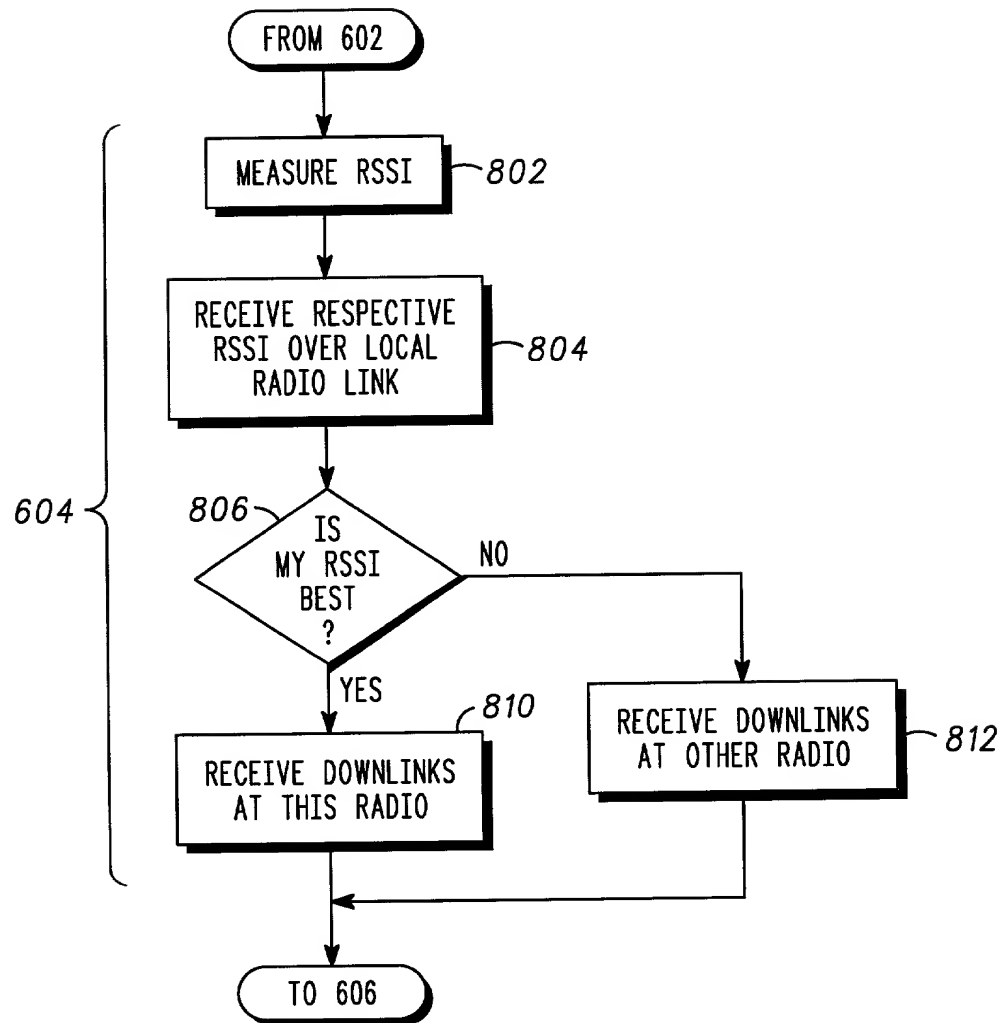 FROM 602
MEASURE RSSI
802
RECEIVE RESPECTIVE
RSSI OVER LOCAL
RADIO LINK
804
604
806
IS
MY RSSI
BEST
?
NO
YES
810
RECEIVE DOWNLINKS
AT THIS RADIO
RECEIVE DOWNLINKS
AT OTHER RADIO
812
TO 606